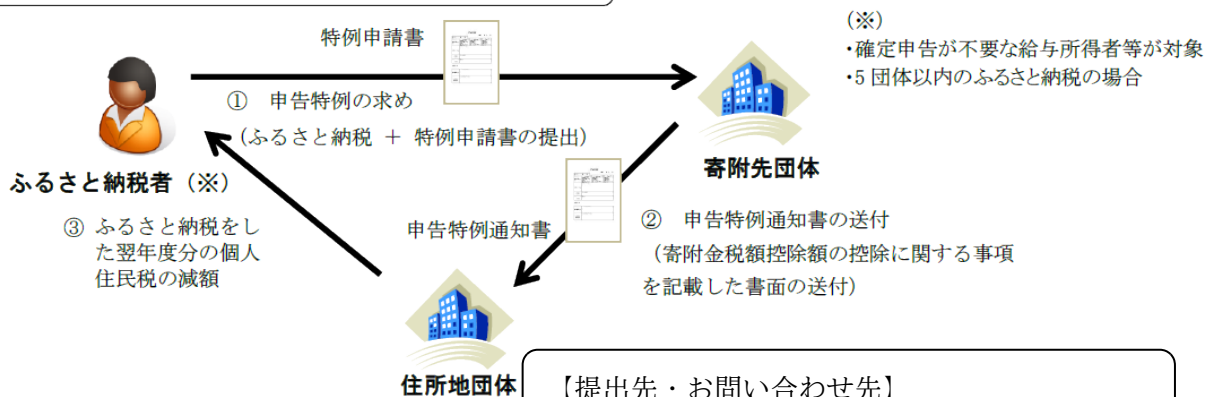 特例申請書
① 申告特例の求め
(ふるさと納税 + 特例申請書の提出)
(※)
・確定申告が不要な給与所得者等が対象
・5団体以内のふるさと納税の場合
ふるさと納税者(※)
寄附先団体
③ ふるさと納税をし
た翌年度分の個人
住民税の減額
申告特例通知書
② 申告特例通知書の送付
(寄附金税額控除額の控除に関する事項
を記載した書面の送付)
住所地団体
【提出先・お問い合わせ先】